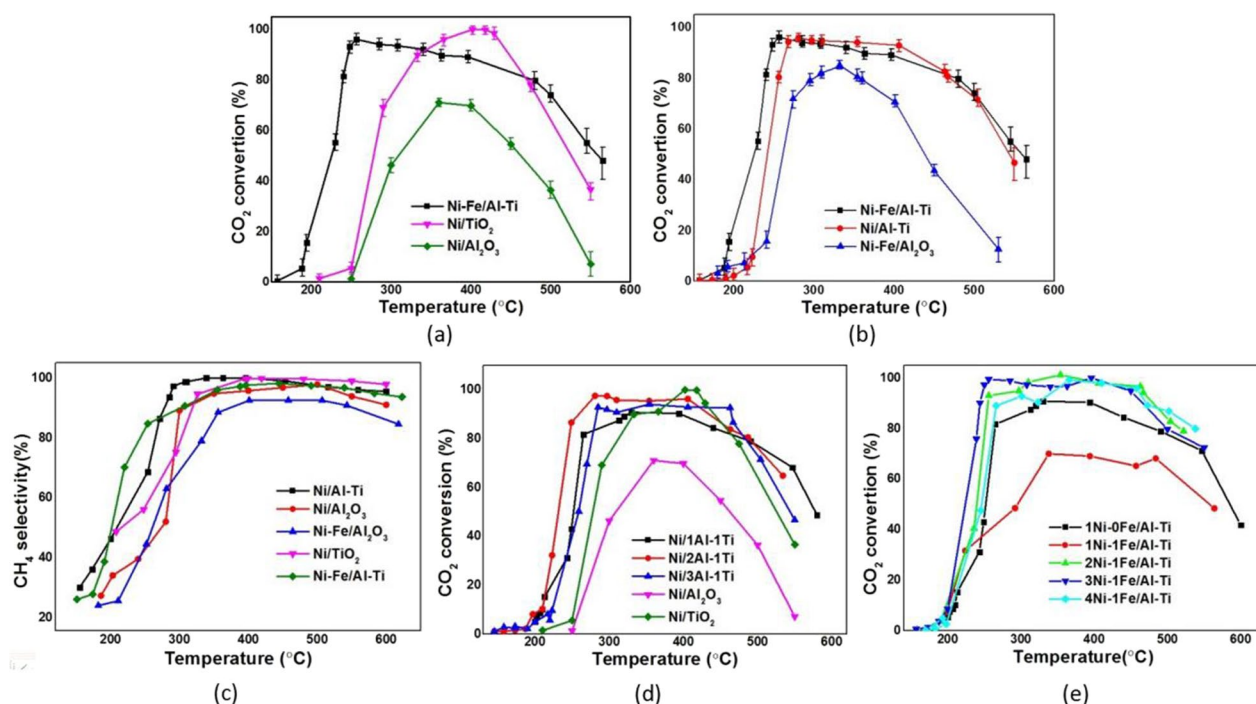 CO₂ convertion (%)
100
80
60
40
20
0
Ni-Fe/Al-Ti
Ni/TiO₂
Ni/Al₂O₃
200 300 400 500 600
Temperature (°C)
(a)
CO₂ convertion (%)
100
80
60
40
20
0
Ni-Fe/Al-Ti
Ni/Al-Ti
Ni-Fe/Al₂O₃
200 300 400 500 600
Temperature (°C)
(b)
CH₄ selectivity(%)
100
80
60
40
20
Ni/Al-Ti
Ni/Al₂O₃
Ni-Fe/Al₂O₃
Ni/TiO₂
Ni-Fe/Al-Ti
200 300 400 500 600
Temperature (°C)
(c)
CO₂ conversion (%)
100
80
60
40
20
0
Ni/1Al-1Ti
Ni/2Al-1Ti
Ni/3Al-1Ti
Ni/Al₂O₃
Ni/TiO₂
200 300 400 500 600
Temperature (°C)
(d)
CO₂ convertion (%)
100
80
60
40
20
0
1Ni-0Fe/Al-Ti
1Ni-1Fe/Al-Ti
2Ni-1Fe/Al-Ti
3Ni-1Fe/Al-Ti
4Ni-1Fe/Al-Ti
200 300 400 500 600
Temperature(°C)
(e)